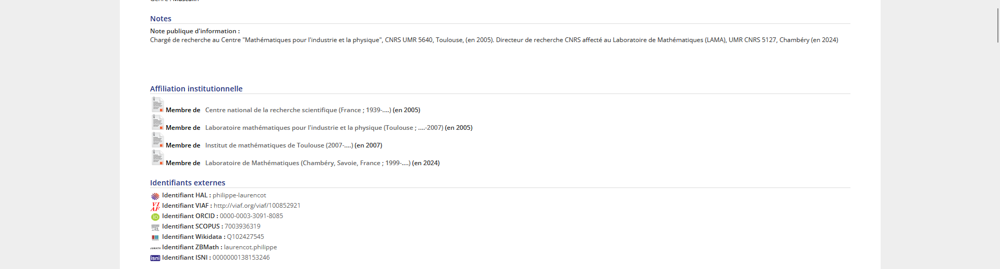 Genre : Masculin
Notes
Note publique d'information :
Chargé de recherche au Centre "Mathématiques pour l'industrie et la physique", CNRS UMR 5640, Toulouse, (en 2005). Directeur de recherche CNRS affecté au Laboratoire de Mathématiques (LAMA), UMR CNRS 5127, Chambéry (en 2024)
Affiliation institutionnelle
Membre de Centre national de la recherche scientifique (France ; 1939-....) (en 2005)
Membre de Laboratoire mathématiques pour l'industrie et la physique (Toulouse ; ....-2007) (en 2005)
Membre de Institut de mathématiques de Toulouse (2007-....) (en 2007)
Membre de Laboratoire de Mathématiques (Chambéry, Savoie, France ; 1999-....) (en 2024)
Identifiants externes
Identifiant HAL : philippe-laurencot
VIAF Identifiant VIAF : http://viaf.org/viaf/100852921
iD Identifiant ORCID : 0000-0003-3091-8085
Identifiant SCOPUS : 7003936319
Identifiant Wikidata : Q102427545
zbMATH Identifiant ZBMath : laurencot.philippe
isni Identifiant ISNI : 0000000138153246